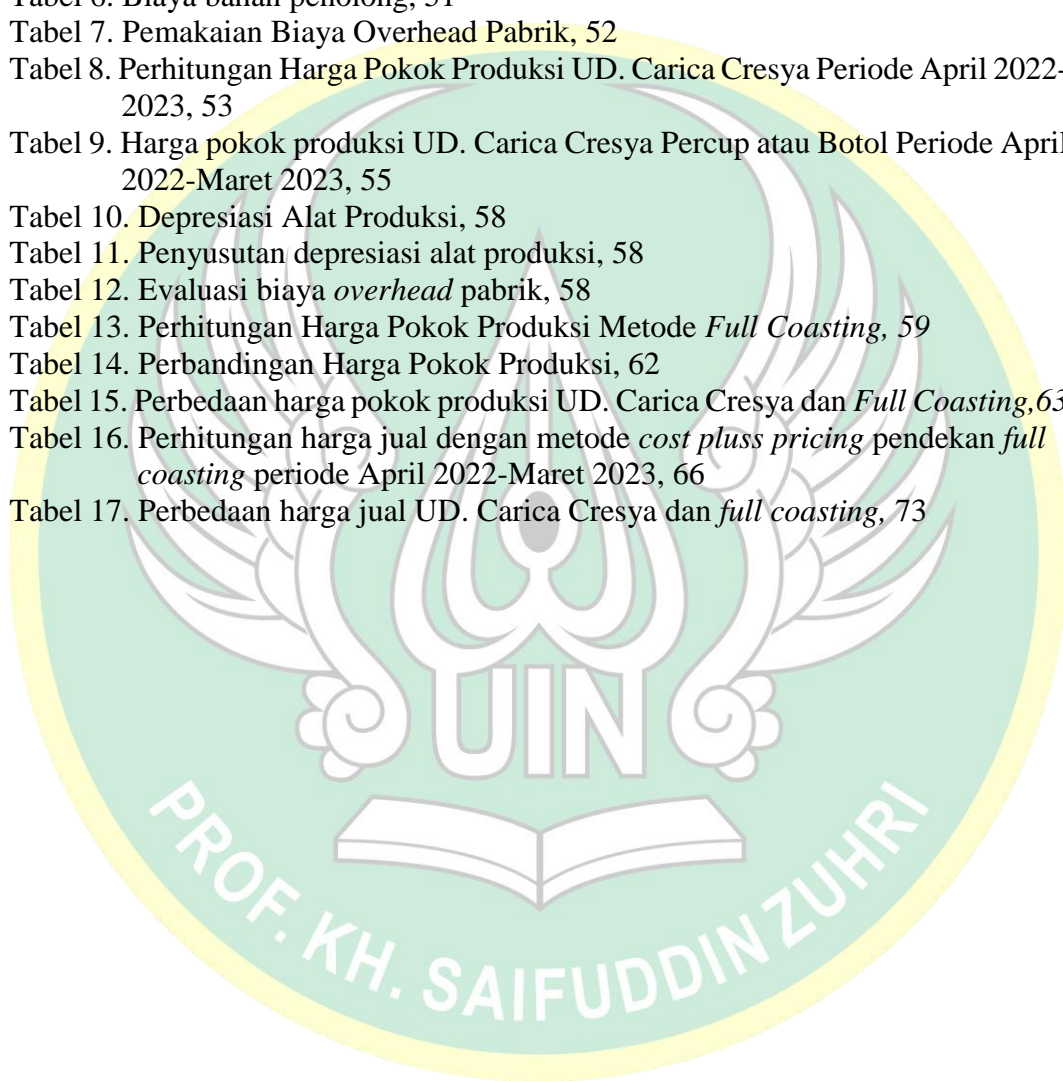 Tabel 6. Biaya bahan penolong, 51
Tabel 7. Pemakaian Biaya Overhead Pabrik, 52
Tabel 8. Perhitungan Harga Pokok Produksi UD. Carica Cresya Periode April 2022-
2023, 53
Tabel 9. Harga pokok produksi UD. Carica Cresya Percup atau Botol Periode April
2022-Maret 2023, 55
Tabel 10. Depresiasi Alat Produksi, 58
Tabel 11. Penyusutan depresiasi alat produksi, 58
Tabel 12. Evaluasi biaya overhead pabrik, 58
Tabel 13. Perhitungan Harga Pokok Produksi Metode Full Coasting, 59
Tabel 14. Perbandingan Harga Pokok Produksi, 62
Tabel 15. Perbedaan harga pokok produksi UD. Carica Cresya dan Full Coasting,63
Tabel 16. Perhitungan harga jual dengan metode cost pluss pricing pendekan full
coasting periode April 2022-Maret 2023, 66
Tabel 17. Perbedaan harga jual UD. Carica Cresya dan full coasting, 73
UIN
PROF. KH. SAIFUDDIN ZUHRI